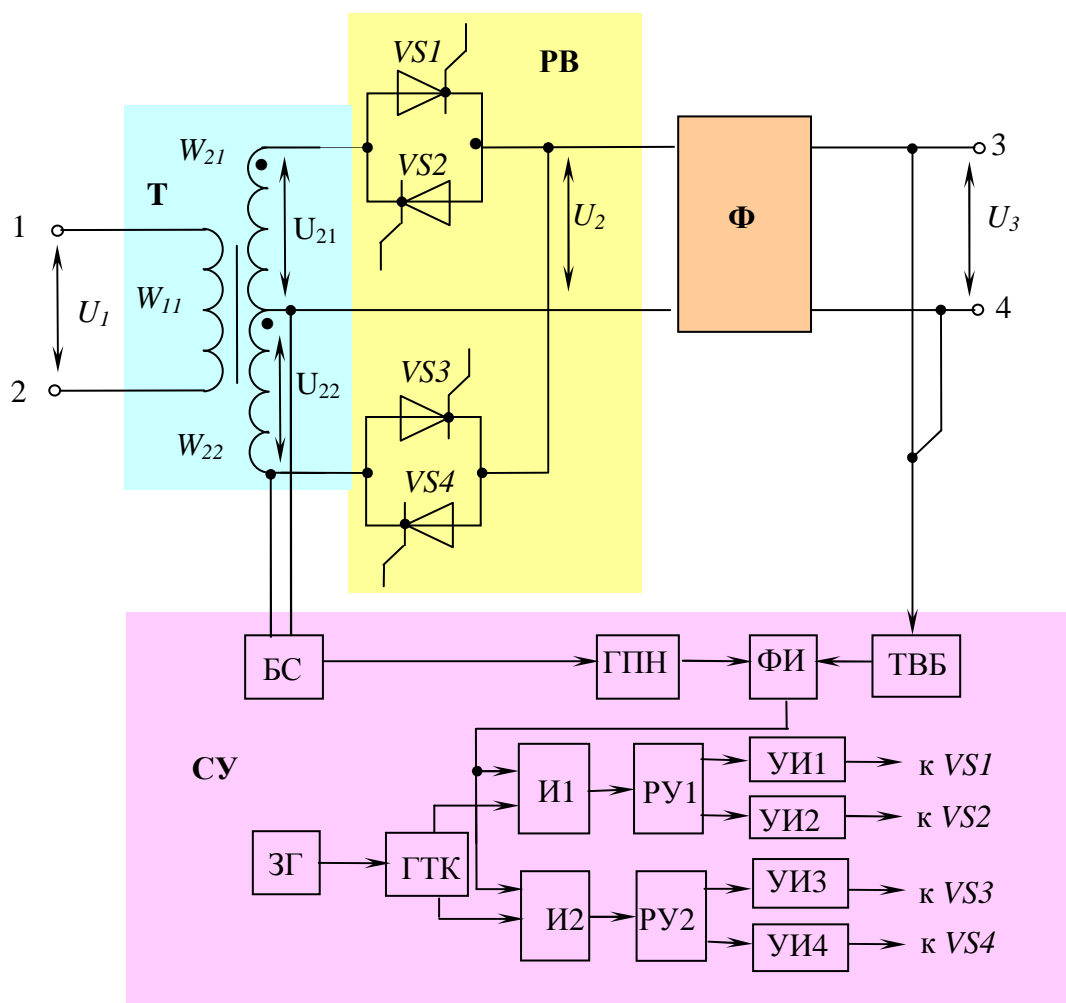 VS1
РВ
W21
Т
VS2
U21
U2
Ф
3
U3
1
U1
W11
4
2
U22
VS3
W22
VS4
БС
ГПН
ФИ
ТВБ
СУ
И1
РУ1
УИ1
к VS1
УИ2
к VS2
ЗГ
ГТК
И2
РУ2
УИ3
к VS3
УИ4
к VS4